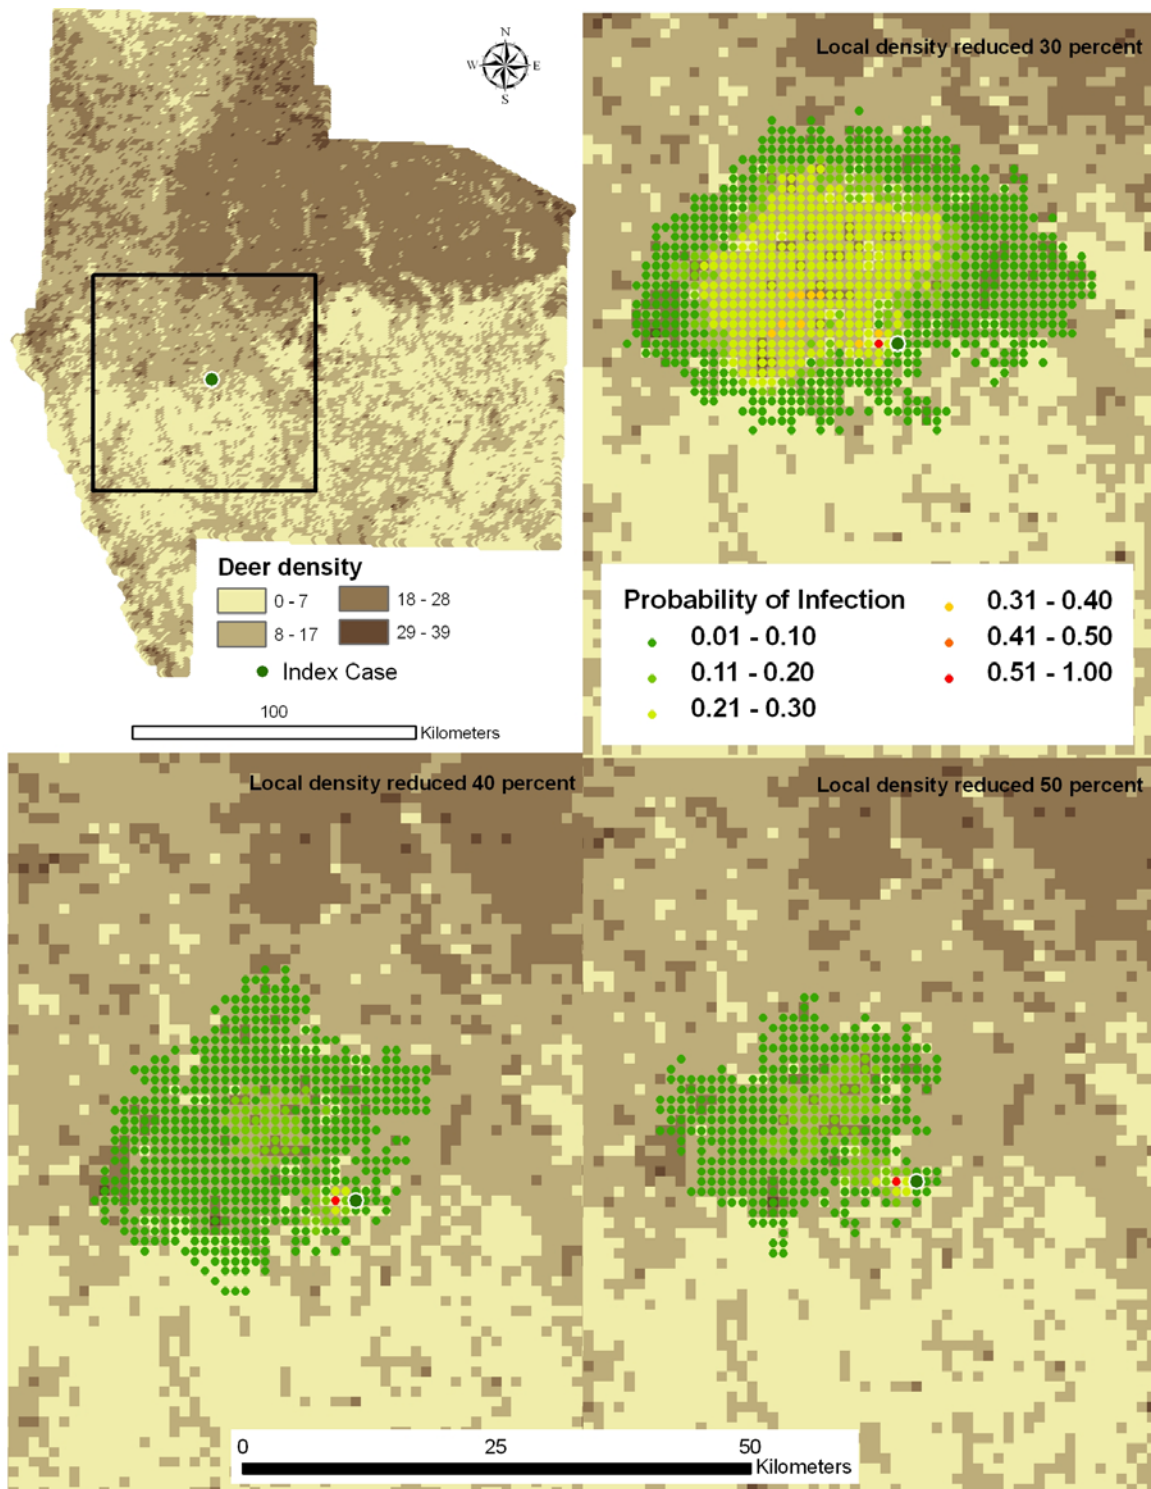 N
W E
S
Local density reduced 30 percent
Deer density
0 - 7
18 - 28
8 - 17
29 - 39
Index Case
100
Kilometers
Probability of Infection
0.01 - 0.10
0.11 - 0.20
0.21 - 0.30
0.31 - 0.40
0.41 - 0.50
0.51 - 1.00
Local density reduced 40 percent
Local density reduced 50 percent
0 25 50
Kilometers